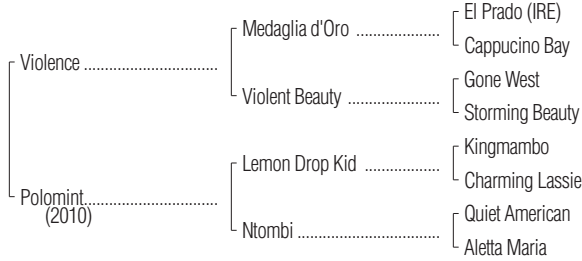 El Prado (IRE)
Medaglia d'Oro ....................
Cappucino Bay
Violence ................................
Gone West
Violent Beauty ......................
Storming Beauty
Kingmambo
Lemon Drop Kid ..................
Charming Lassie
Polomint................................
(2010)
Quiet American
Ntombi ..................................
Aletta Maria